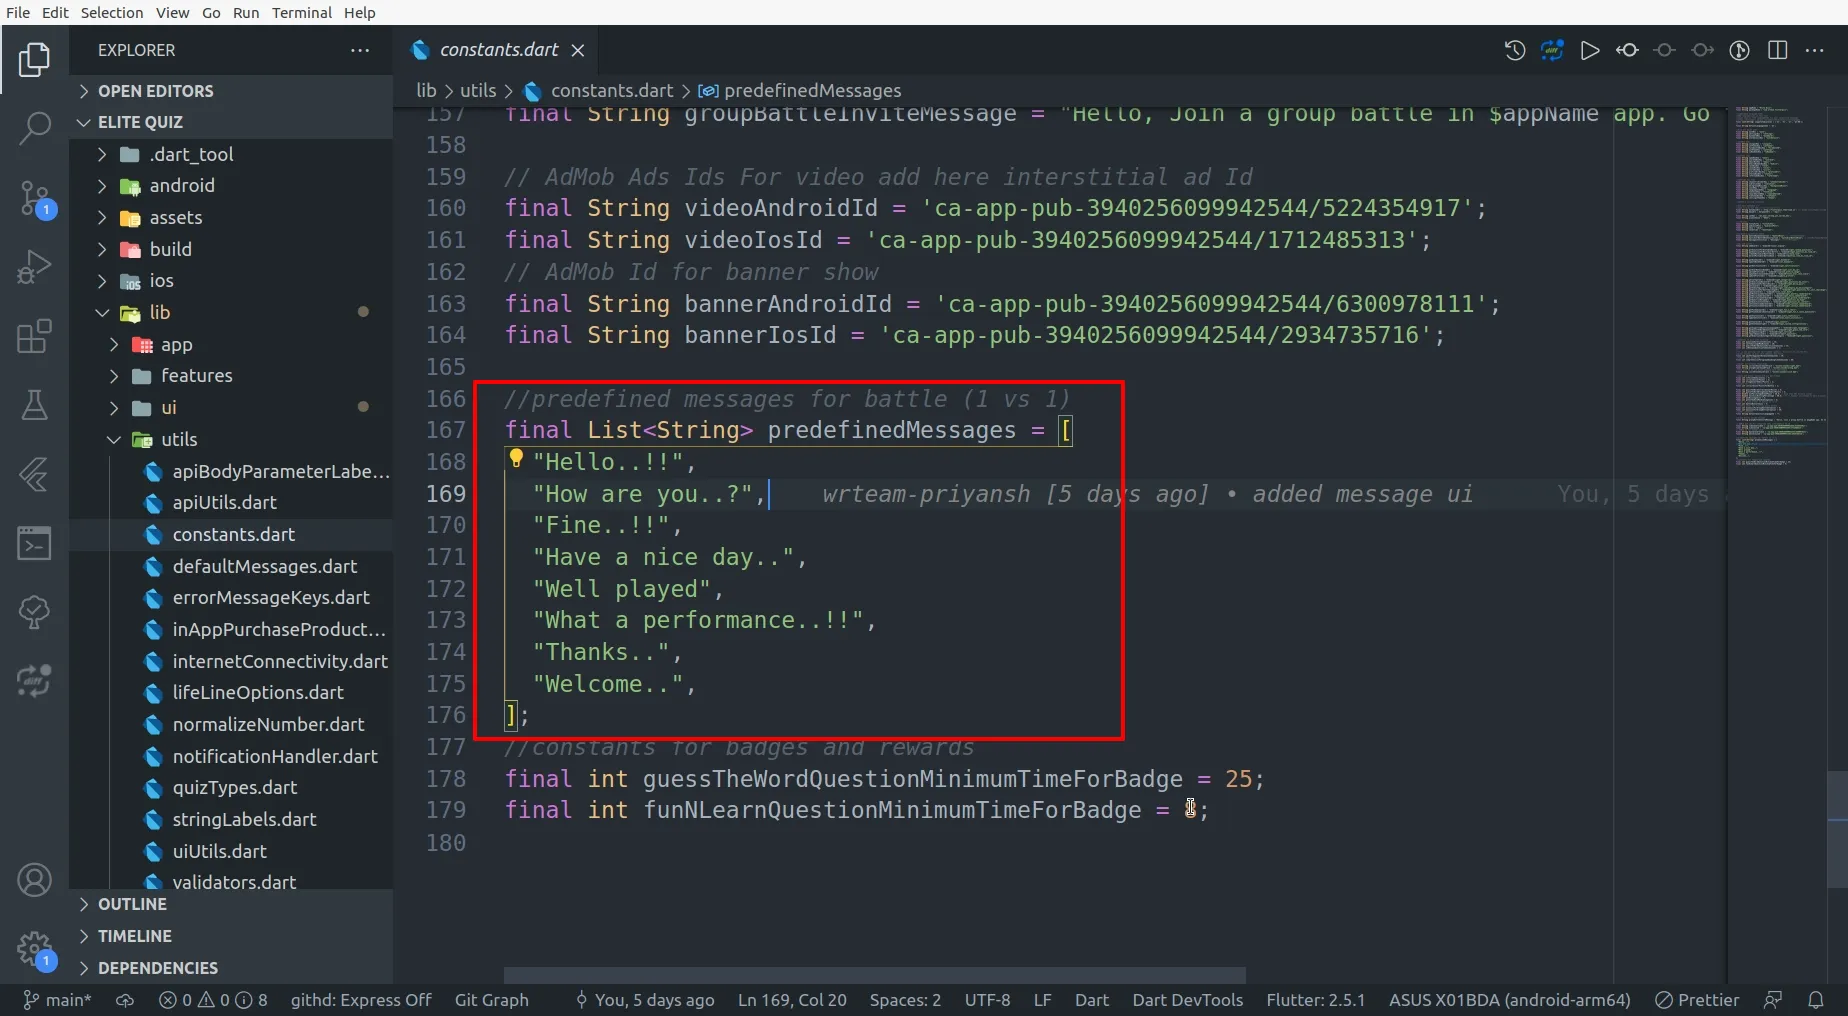 File Edit Selection View Go Run Terminal Help
EXPLORER
OPEN EDITORS
ELITE QUIZ
.dart_tool
android
assets
build
ios
lib
app
features
ui
utils
apiBodyParameterLabe...
apiUtils.dart
constants.dart
defaultMessages.dart
errorMessageKeys.dart
inAppPurchaseProduct...
internetConnectivity.dart
lifeLineOptions.dart
normalizeNumber.dart
notificationHandler.dart
quizTypes.dart
stringLabels.dart
uiUtils.dart
validators.dart
OUTLINE
TIMELINE
DEPENDENCIES
1
1
constants.dart
lib > utils > constants.dart > predefinedMessages
157 final String groupBattleInviteMessage = "Hello, Join a group battle in $appName app. Go
158
159 // AdMob Ads Ids For video add here interstitial ad Id
160 final String videoAndroidId = 'ca-app-pub-3940256099942544/5224354917';
161 final String videoIosId = 'ca-app-pub-3940256099942544/1712485313';
162 // AdMob Id for banner show
163 final String bannerAndroidId = 'ca-app-pub-3940256099942544/6300978111';
164 final String bannerIosId = 'ca-app-pub-3940256099942544/2934735716';
165
166 //predefined messages for battle (1 vs 1)
167 final List<String> predefinedMessages = [
168 "Hello..!!",
169 "How are you..?", wrteam-priyansh [5 days ago] • added message ui You, 5 days
170 "Fine..!!",
171 "Have a nice day..",
172 "Well played",
173 "What a performance..!!",
174 "Thanks..",
175 "Welcome..",
176 ];
177 //constants for badges and rewards
178 final int guessTheWordQuestionMinimumTimeForBadge = 25;
179 final int funNLearnQuestionMinimumTimeForBadge = ;
180
main* 0 0 8 githd: Express Off Git Graph You, 5 days ago Ln 169, Col 20 Spaces: 2 UTF-8 LF Dart Dart DevTools Flutter: 2.5.1 ASUS X01BDA (android-arm64) Prettier